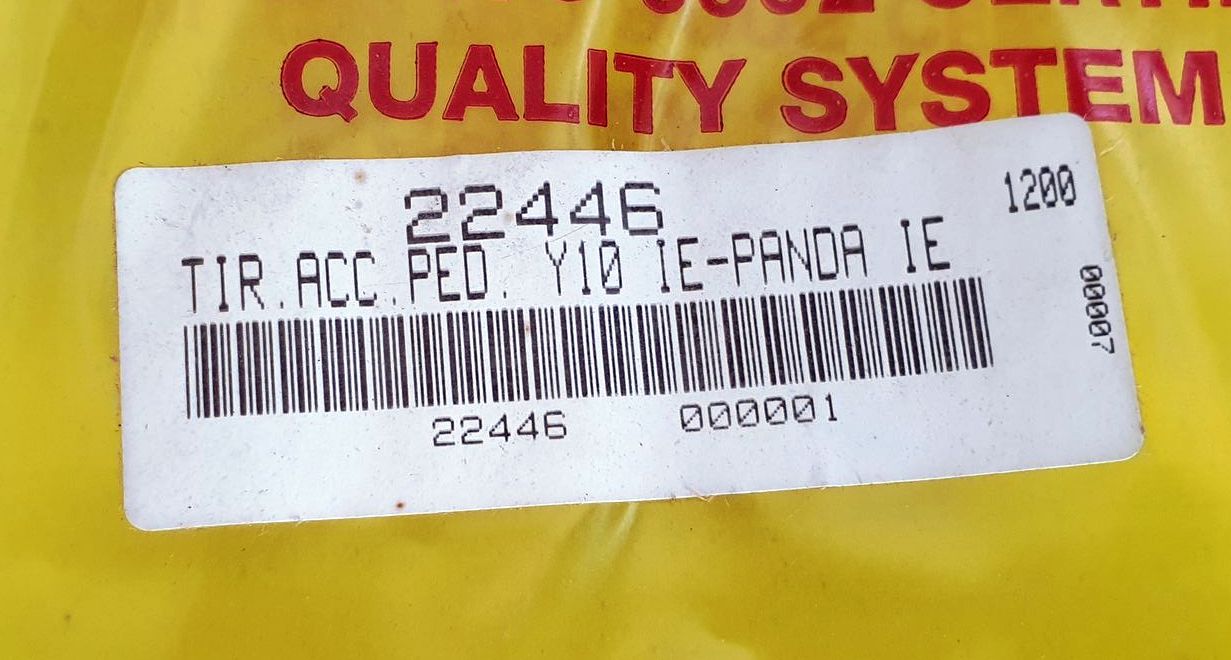 QUALITY SYSTEM
22446
1200
TIR.ACC.PED. Y10 IE-PANDA IE
00007
22446 000001